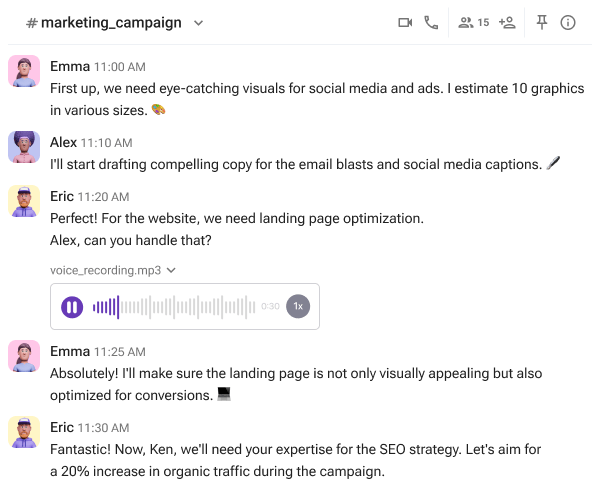 # marketing_campaign
15
Emma 11:00 AM
First up, we need eye-catching visuals for social media and ads. I estimate 10 graphics
in various sizes. 🎨
Alex 11:10 AM
I'll start drafting compelling copy for the email blasts and social media captions. 🖋️
Eric 11:20 AM
Perfect! For the website, we need landing page optimization.
Alex, can you handle that?
voice_recording.mp3
0:30 1x
Emma 11:25 AM
Absolutely! I'll make sure the landing page is not only visually appealing but also
optimized for conversions. 💻
Eric 11:30 AM
Fantastic! Now, Ken, we'll need your expertise for the SEO strategy. Let's aim for
a 20% increase in organic traffic during the campaign.